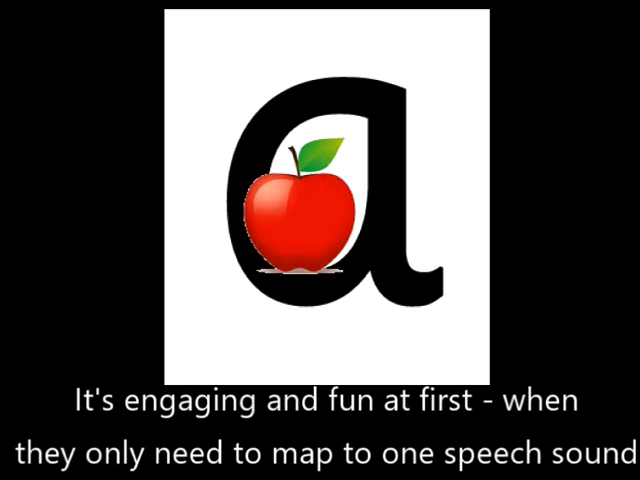 a
It's engaging and fun at first - when
they only need to map to one speech sound